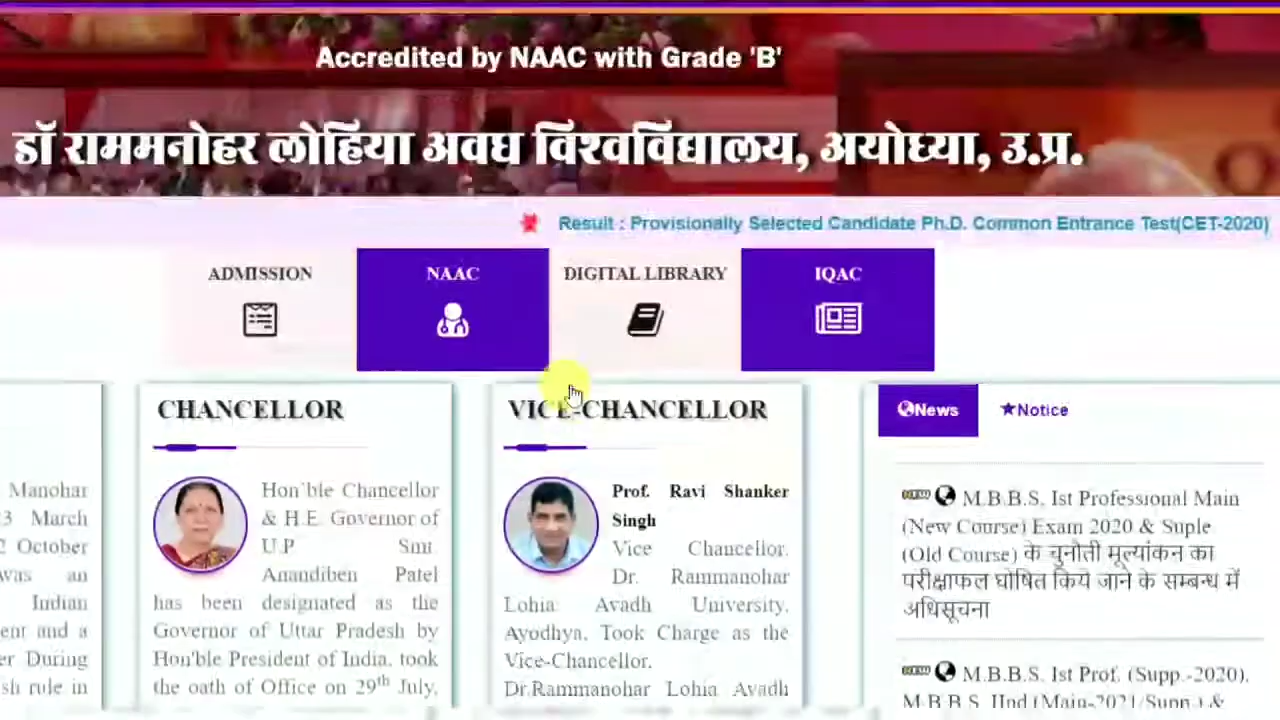 Accredited by NAAC with Grade 'B'
डॉ राममनोहर लोहिया अवध विश्वविद्यालय, अयोध्या, उ.प्र.
Result : Provisionally Selected Candidate Ph.D. Common Entrance Test(CET-2020)
ADMISSION
NAAC
DIGITAL LIBRARY
IQAC
Manohar
3 March
October
was an
Indian
and a
During
rule in
CHANCELLOR
Hon'ble Chancellor
& H.E. Governor of
U.P. Smt.
Anandiben Patel
has been designated as the
Governor of Uttar Pradesh by
Hon'ble President of India, took
the oath of Office on 29th July,
VICE-CHANCELLOR
Prof. Ravi Shanker
Singh
Vice Chancellor,
Dr. Rammanohar
Lohia Avadh University,
Ayodhya, Took Charge as the
Vice-Chancellor,
Dr.Rammanohar Lohia Avadh
News
Notice
M.B.B.S. Ist Professional Main
(New Course) Exam 2020 & Suple
(Old Course) के चुनौती मूल्यांकन का
परीक्षाफल घोषित किये जाने के सम्बन्ध में
अधिसूचना
M.B.B.S. Ist Prof. (Supp.-2020),
M.B.B.S. IInd (Main-2021/Supp.) &